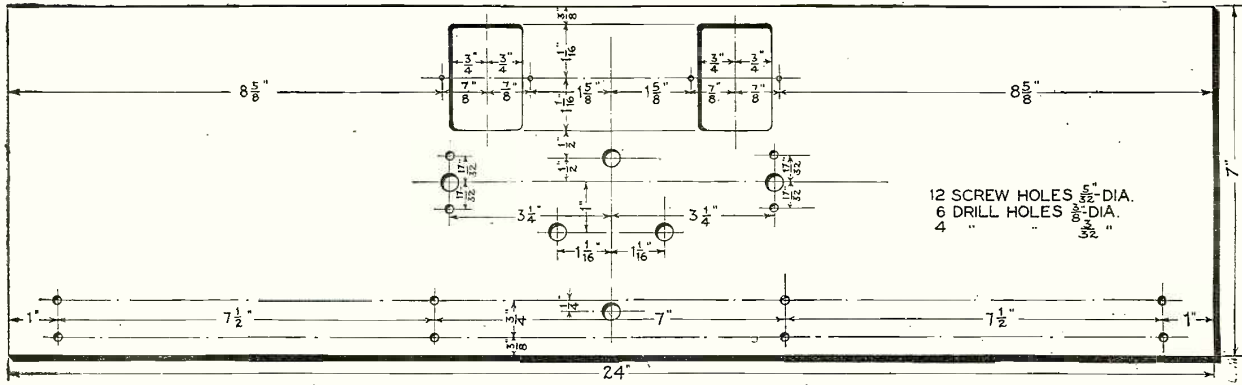 3/8"
3/4" 3/4" 1 1/16" 3/4" 3/4"
8 5/8" 7/8" 7/8" 1 5/8" 1 5/8" 7/8" 7/8" 8 5/8"
1 1/16"
1/2"
1/2"
17/32" 17/32"
17/32" 17/32"
7"
12 SCREW HOLES 5/32"-DIA.
6 DRILL HOLES 3/8"-DIA.
4 " " 3/32 "
3 1/4" 1" 3 1/4"
1 1/16" 1 1/16"
1/4"
1" 7 1/2" 3/4" 7" 7 1/2" 1"
3/8"
24"